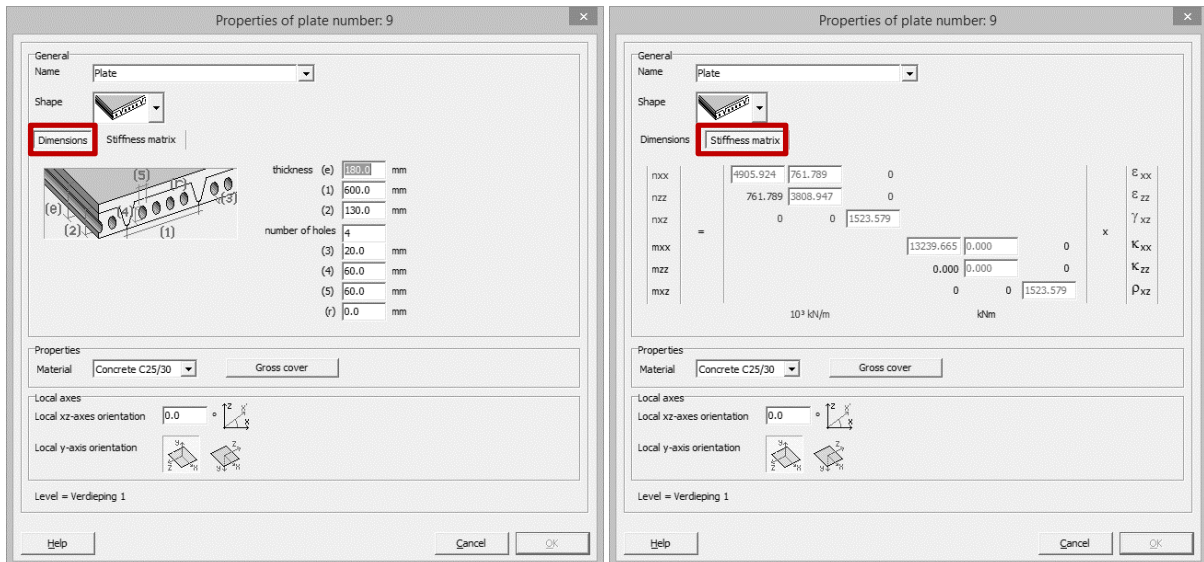 Properties of plate number: 9
General
Name Plate
Shape
Dimensions Stiffness matrix
(5)
(r)
(e) (4) (3)
(2) (1)
thickness (e) 180.0 mm
(1) 600.0 mm
(2) 130.0 mm
number of holes 4
(3) 20.0 mm
(4) 60.0 mm
(5) 60.0 mm
(r) 0.0 mm
Properties
Material Concrete C25/30 Gross cover
Local axes
Local xz-axes orientation 0.0 °
Local y-axis orientation
Level = Verdieping 1
Help Cancel OK
Properties of plate number: 9
General
Name Plate
Shape
Dimensions Stiffness matrix
nxx 4905.924 761.789 0 εxx
nzz 761.789 3808.947 0 εzz
nxz 0 0 1523.579 γxz
= x
mxx 13239.665 0.000 0 κxx
mzz 0.000 0.000 0 κzz
mxz 0 0 1523.579 ρxz
10³ kN/m kNm
Properties
Material Concrete C25/30 Gross cover
Local axes
Local xz-axes orientation 0.0 °
Local y-axis orientation
Level = Verdieping 1
Help Cancel OK